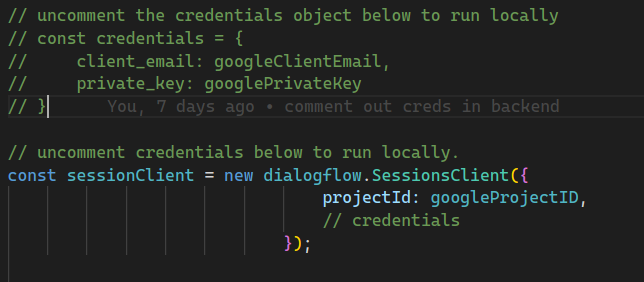 // uncomment the credentials object below to run locally
// const credentials = {
//     client_email: googleClientEmail,
//     private_key: googlePrivateKey
// }      You, 7 days ago • comment out creds in backend
// uncomment credentials below to run locally.
const sessionClient = new dialogflow.SessionsClient({
projectId: googleProjectID,
// credentials
});